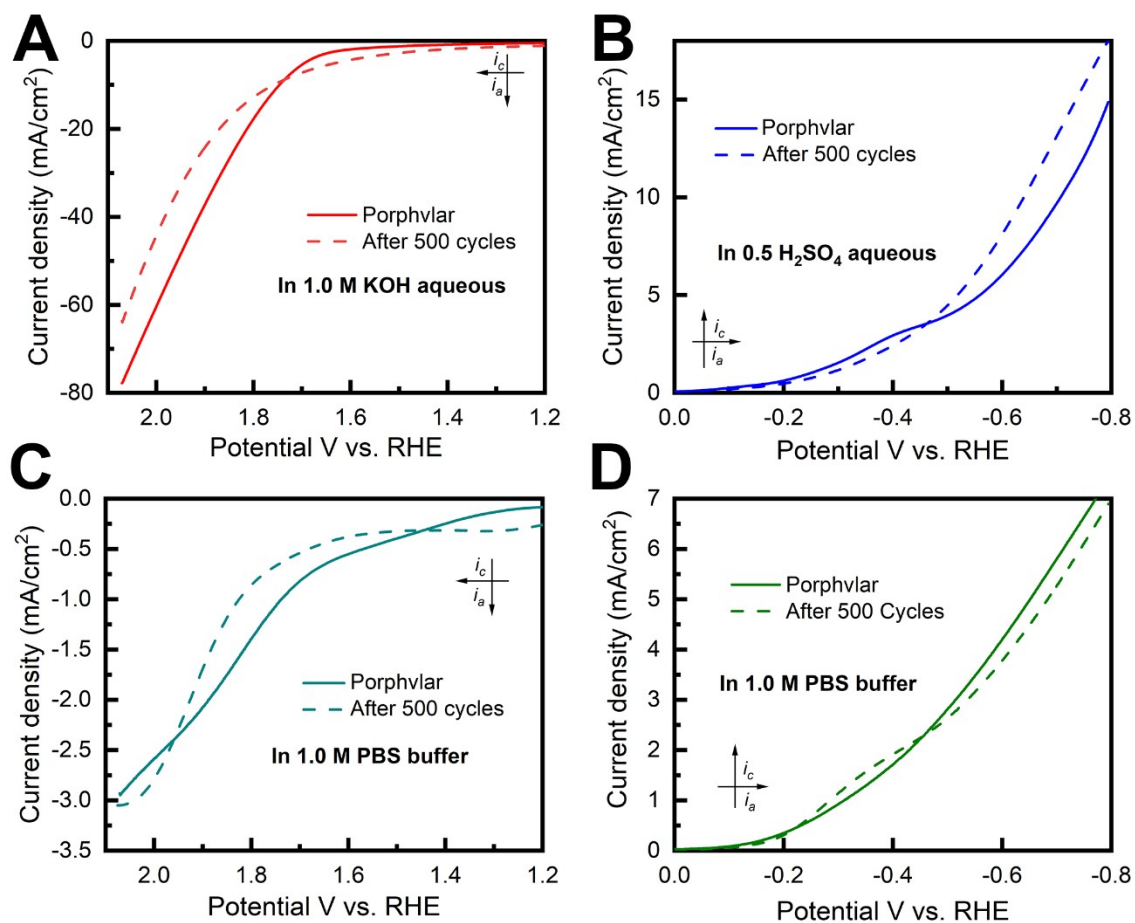 A
Current density (mA/cm²)
0
-20
-40
-60
-80
2.0
1.8
1.6
1.4
1.2
Potential V vs. RHE
ic
ia
Porphvlar
After 500 cycles
In 1.0 M KOH aqueous
B
Current density (mA/cm²)
15
10
5
0
0.0
-0.2
-0.4
-0.6
-0.8
Potential V vs. RHE
Porphvlar
After 500 cycles
In 0.5 H₂SO₄ aqueous
ic
ia
C
Current density (mA/cm²)
0.0
-0.5
-1.0
-1.5
-2.0
-2.5
-3.0
-3.5
2.0
1.8
1.6
1.4
1.2
Potential V vs. RHE
ic
ia
Porphvlar
After 500 cycles
In 1.0 M PBS buffer
D
Current density (mA/cm²)
7
6
5
4
3
2
1
0
0.0
-0.2
-0.4
-0.6
-0.8
Potential V vs. RHE
Porphvlar
After 500 Cycles
In 1.0 M PBS buffer
ic
ia